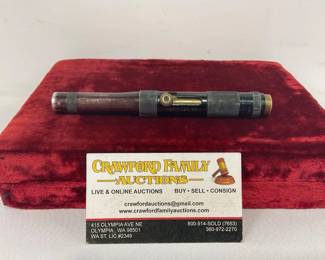 CRAWFORD FAMILY
AUCTIONS
LIVE & ONLINE AUCTIONS BUY • SELL • CONSIGN
crawfordauctions@gmail.com
www.crawfordfamilyauctions.com
415 OLYMPIA AVE NE
OLYMPIA, WA 98501
WA ST. LIC #2349
800-914-SOLD (7653)
360-972-2270